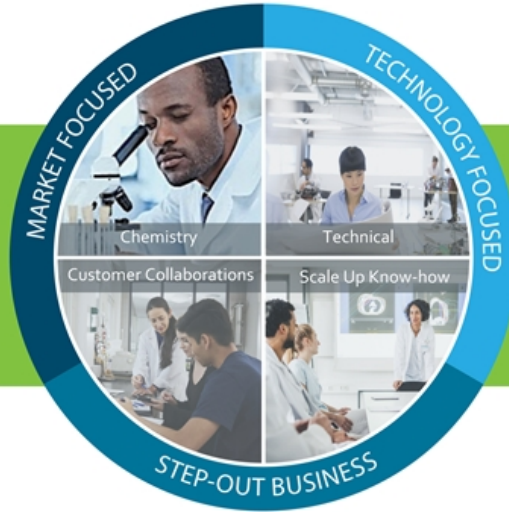 MARKET FOCUSED
TECHNOLOGY FOCUSED
Chemistry
Technical
Customer Collaborations
Scale Up Know-how
STEP-OUT BUSINESS